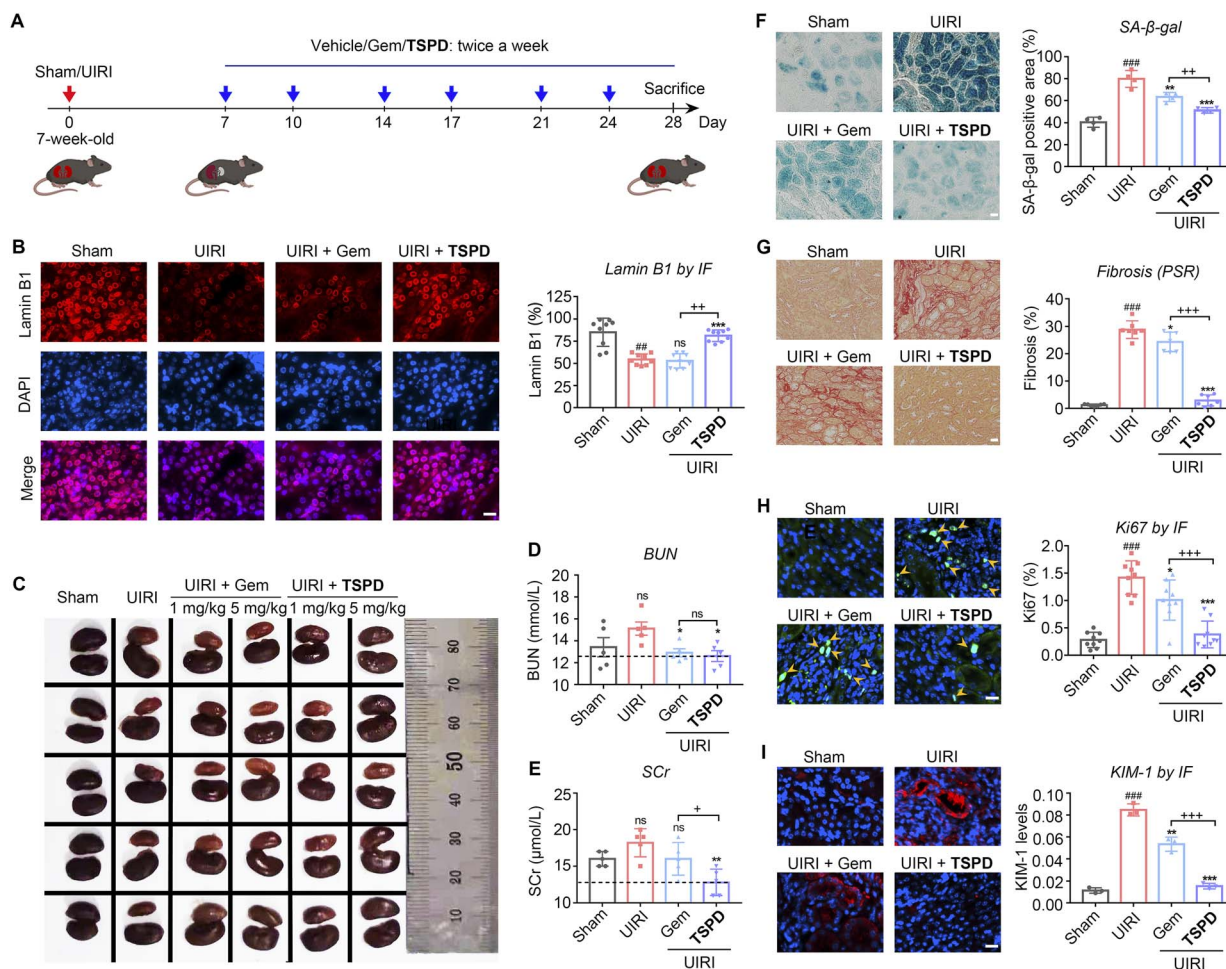 A
Vehicle/Gem/TSPD: twice a week
Sham/UIRI
Sacrifice
0 7 10 14 17 21 24 28 Day
7-week-old
B
Sham UIRI UIRI + Gem UIRI + TSPD
Lamin B1
DAPI
Merge
Lamin B1 by IF
Lamin B1 (%)
125
100
75
50
25
0
##
ns
++
***
Sham UIRI Gem TSPD
UIRI
C
Sham UIRI UIRI + Gem UIRI + TSPD
1 mg/kg 5 mg/kg 1 mg/kg 5 mg/kg
80
70
60
50
40
30
20
10
D
BUN
BUN (mmol/L)
18
16
14
12
10
ns
*
ns
*
Sham UIRI Gem TSPD
UIRI
E
SCr
SCr (μmol/L)
25
20
15
10
ns
ns
+
**
Sham UIRI Gem TSPD
UIRI
F
Sham UIRI
UIRI + Gem UIRI + TSPD
SA-β-gal
SA-β-gal positive area (%)
100
80
60
40
20
0
###
**
++
***
Sham UIRI Gem TSPD
UIRI
G
Sham UIRI
UIRI + Gem UIRI + TSPD
Fibrosis (PSR)
Fibrosis (%)
40
30
20
10
0
###
*
+++
***
Sham UIRI Gem TSPD
UIRI
H
Sham UIRI
E
UIRI + Gem UIRI + TSPD
Ki67 by IF
Ki67 (%)
2.0
1.5
1.0
0.5
0.0
###
*
+++
***
Sham UIRI Gem TSPD
UIRI
I
Sham UIRI
UIRI + Gem UIRI + TSPD
KIM-1 by IF
KIM-1 levels
0.10
0.08
0.06
0.04
0.02
0.00
###
**
+++
***
Sham UIRI Gem TSPD
UIRI